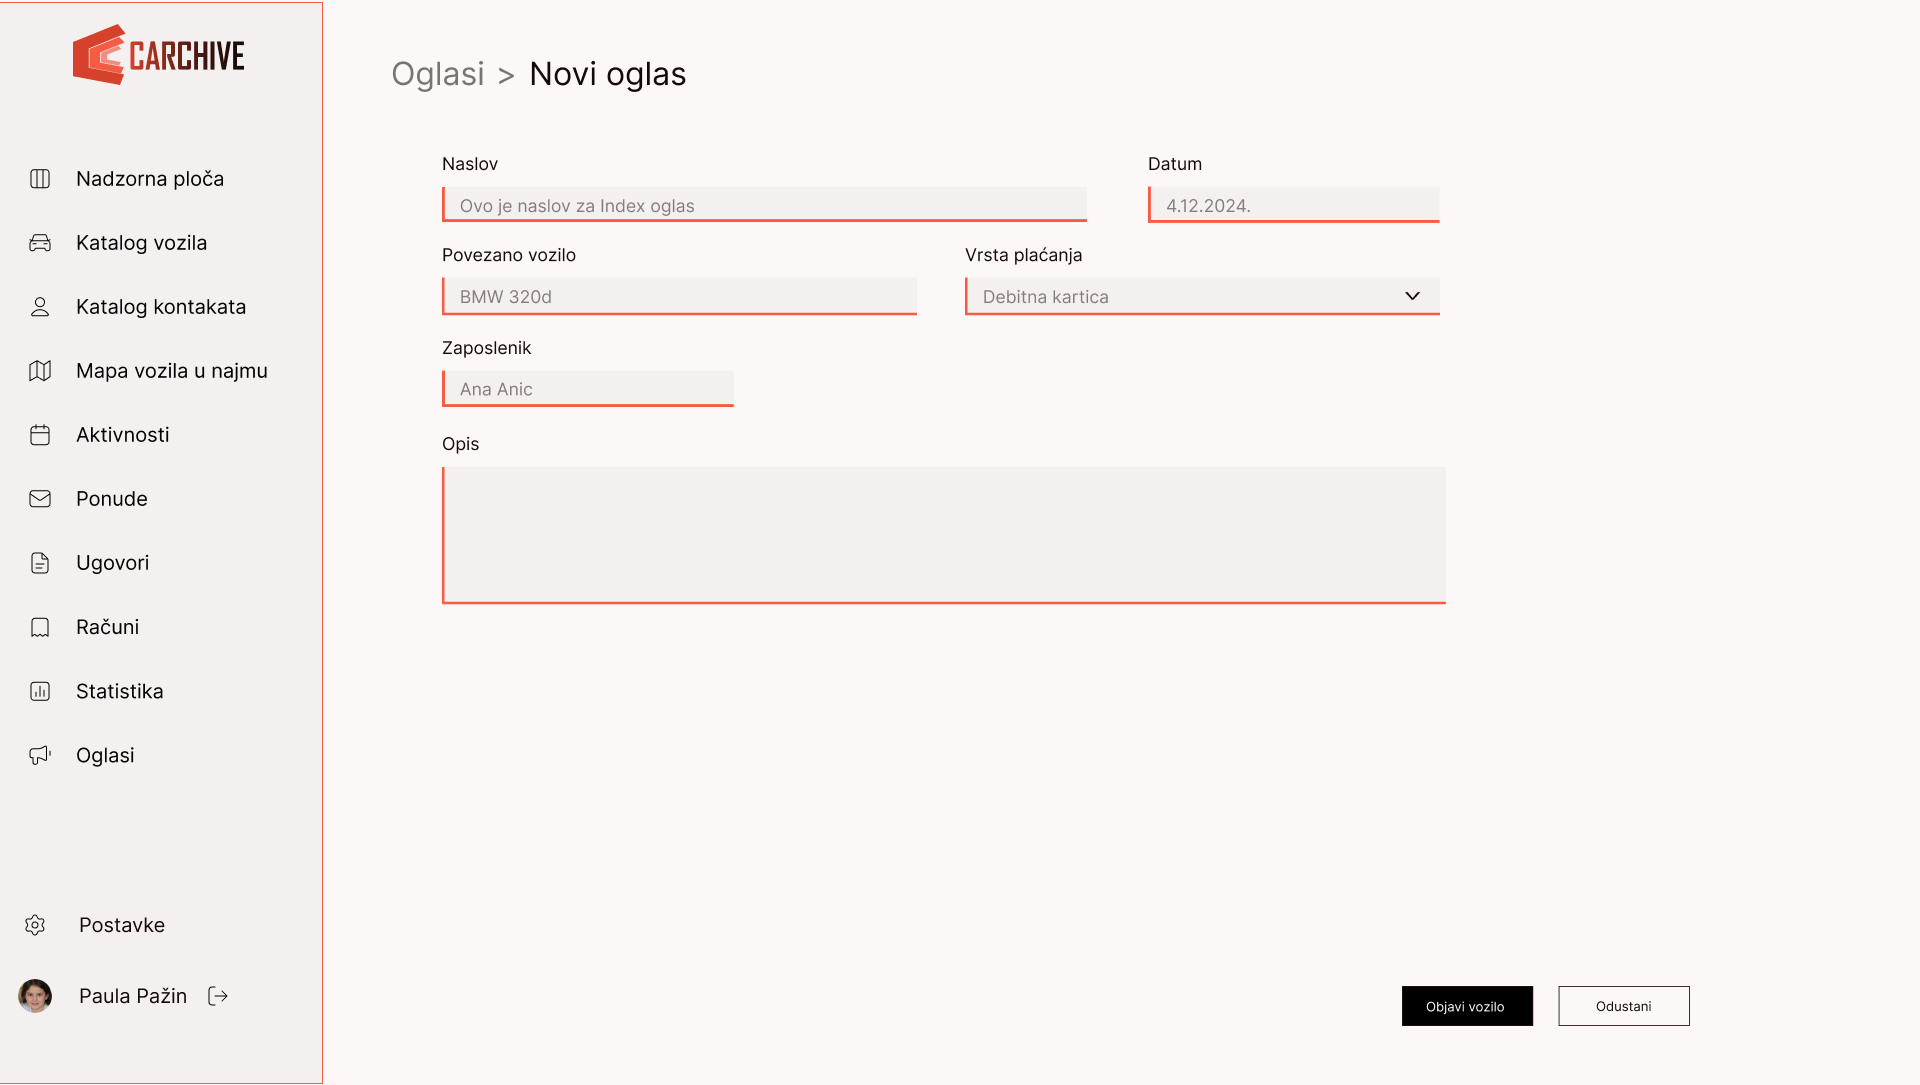 CARCHIVE
Nadzorna ploča
Katalog vozila
Katalog kontakata
Mapa vozila u najmu
Aktivnosti
Ponude
Ugovori
Računi
Statistika
Oglasi
Postavke
Paula Pažin
Oglasi > Novi oglas
Naslov
Ovo je naslov za Index oglas
Datum
4.12.2024.
Povezano vozilo
BMW 320d
Vrsta plaćanja
Debitna kartica
Zaposlenik
Ana Anic
Opis
Objavi vozilo
Odustani